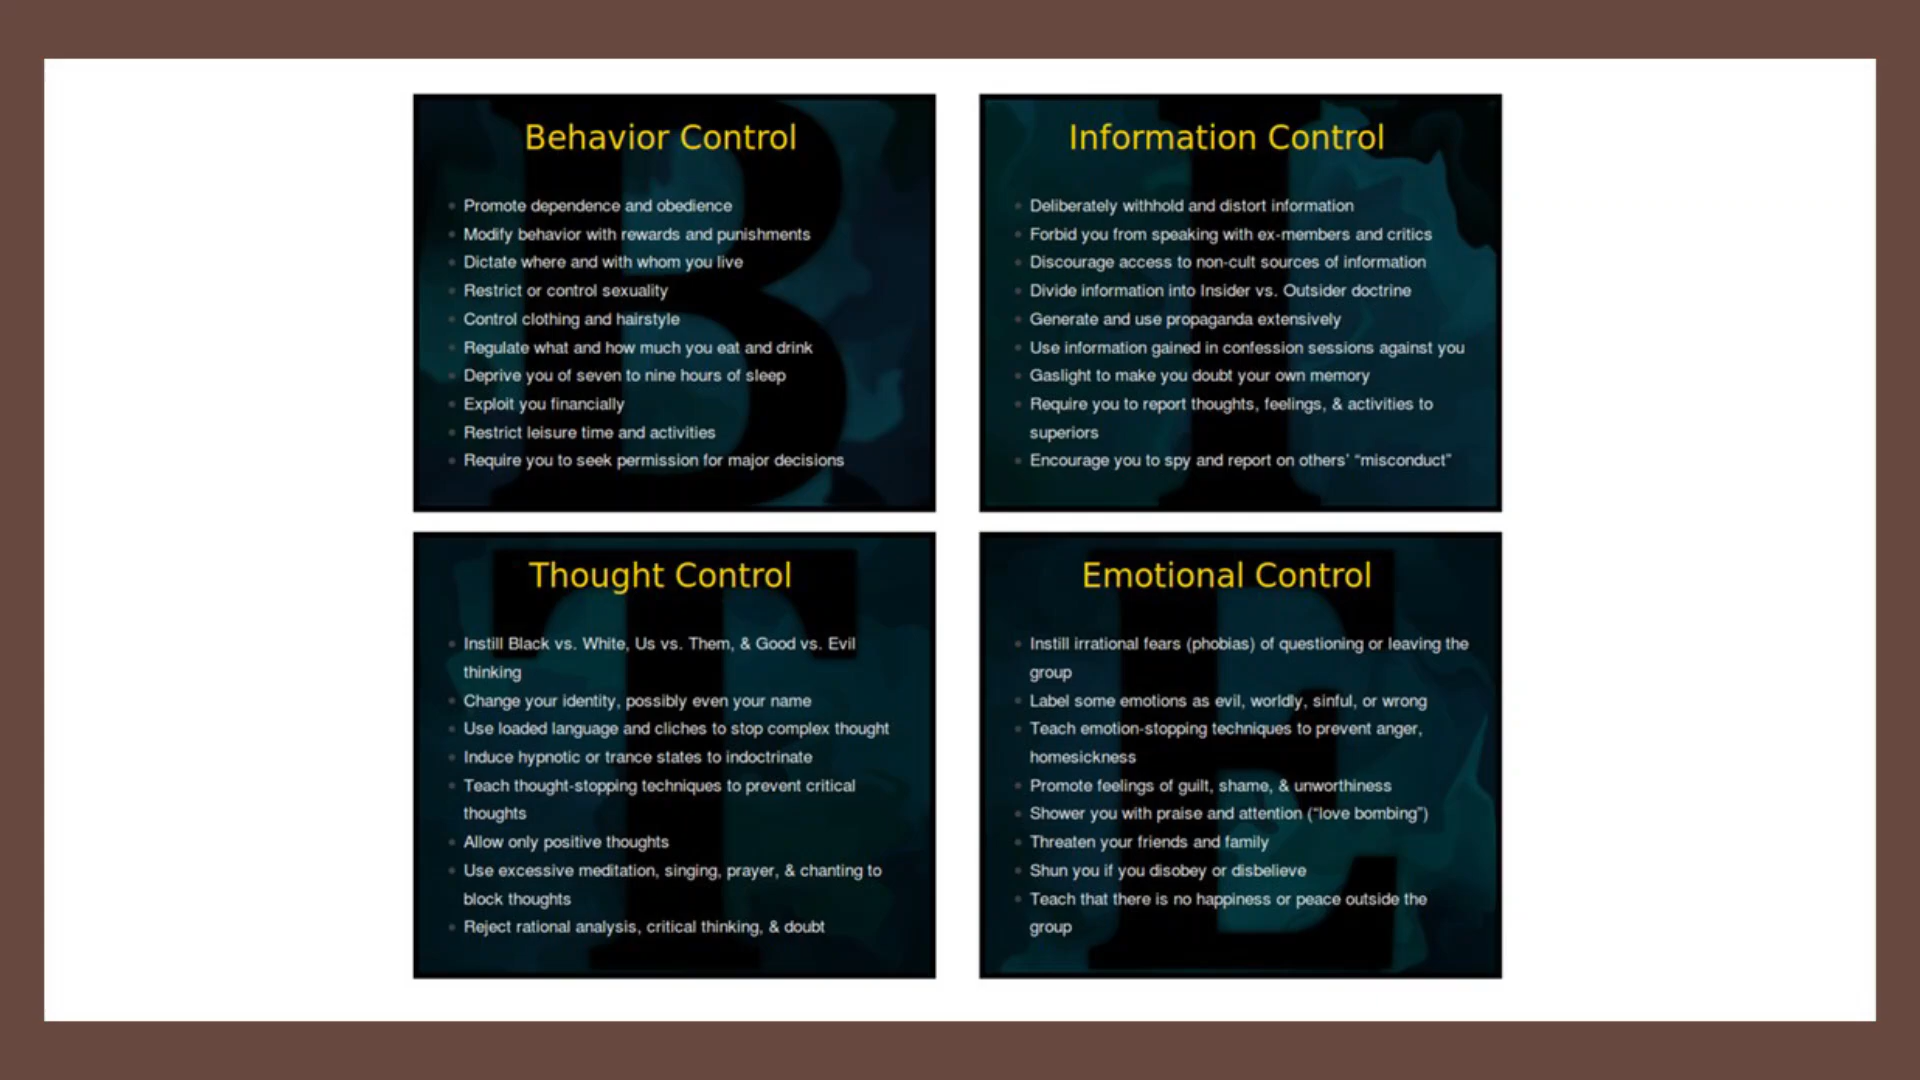 Behavior Control
Promote dependence and obedience
Modify behavior with rewards and punishments
Dictate where and with whom you live
Restrict or control sexuality
Control clothing and hairstyle
Regulate what and how much you eat and drink
Deprive you of seven to nine hours of sleep
Exploit you financially
Restrict leisure time and activities
Require you to seek permission for major decisions
Information Control
Deliberately withhold and distort information
Forbid you from speaking with ex-members and critics
Discourage access to non-cult sources of information
Divide information into Insider vs. Outsider doctrine
Generate and use propaganda extensively
Use information gained in confession sessions against you
Gaslight to make you doubt your own memory
Require you to report thoughts, feelings, & activities to
superiors
Encourage you to spy and report on others’ “misconduct”
Thought Control
Instill Black vs. White, Us vs. Them, & Good vs. Evil
thinking
Change your identity, possibly even your name
Use loaded language and cliches to stop complex thought
Induce hypnotic or trance states to indoctrinate
Teach thought-stopping techniques to prevent critical
thoughts
Allow only positive thoughts
Use excessive meditation, singing, prayer, & chanting to
block thoughts
Reject rational analysis, critical thinking, & doubt
Emotional Control
Instill irrational fears (phobias) of questioning or leaving the
group
Label some emotions as evil, worldly, sinful, or wrong
Teach emotion-stopping techniques to prevent anger,
homesickness
Promote feelings of guilt, shame, & unworthiness
Shower you with praise and attention (“love bombing”)
Threaten your friends and family
Shun you if you disobey or disbelieve
Teach that there is no happiness or peace outside the
group